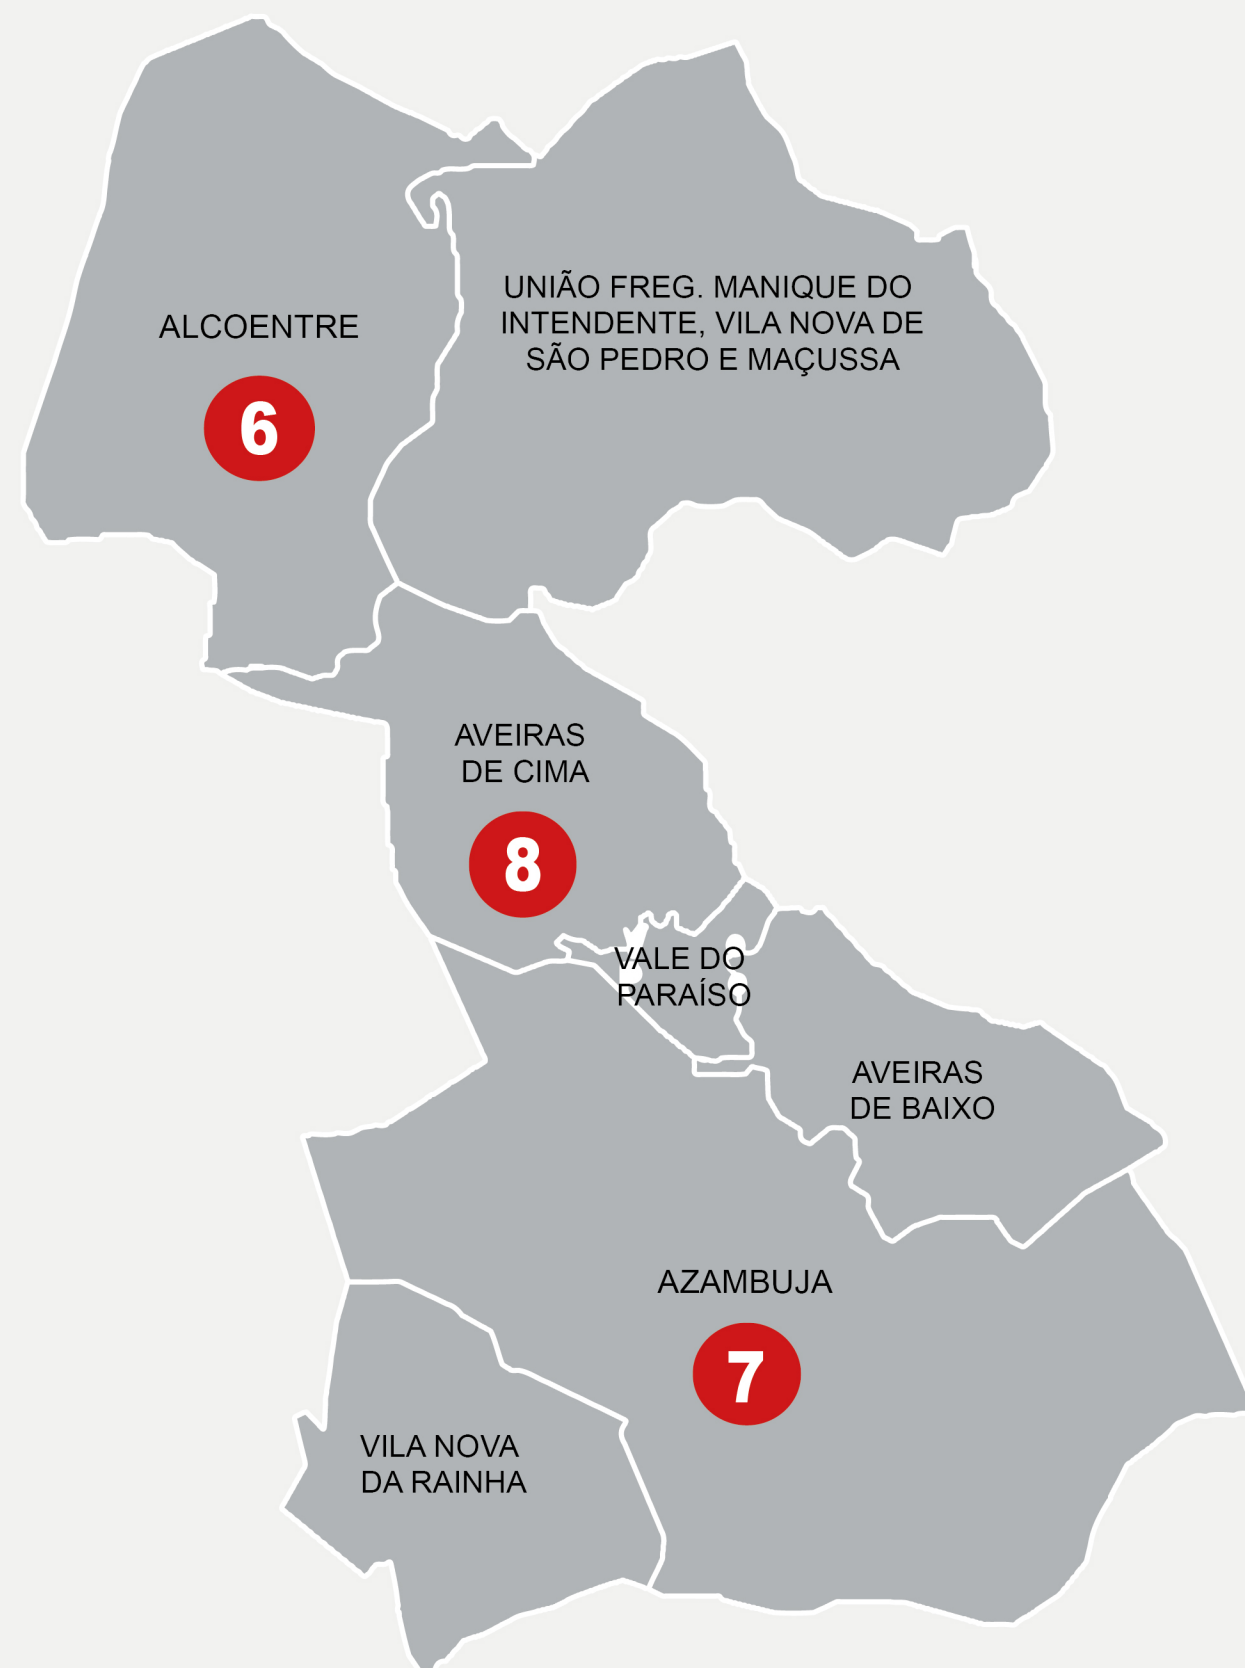 UNIÃO FREG. MANIQUE DO
INTENDENTE, VILA NOVA DE
SÃO PEDRO E MAÇUSSA
ALCOENTRE
6
AVEIRAS
DE CIMA
8
VALE DO
PARAÍSO
AVEIRAS
DE BAIXO
AZAMBUJA
7
VILA NOVA
DA RAINHA